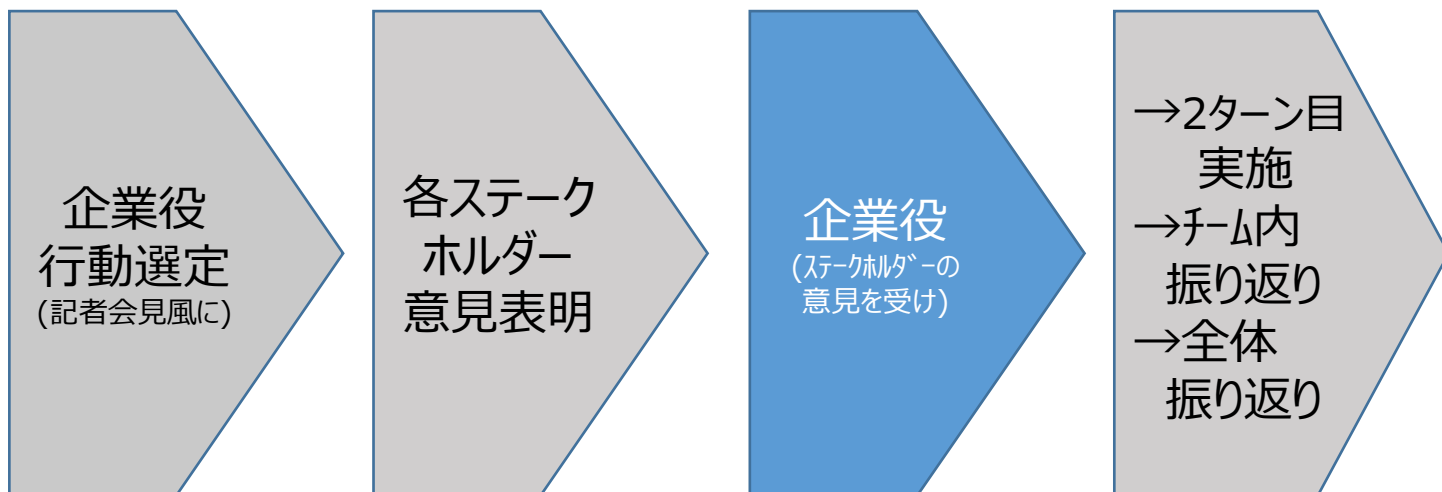 企業役
行動選定
(記者会見風に)
各ステーク
ホルダー
意見表明
企業役
(ｽﾃｰｸﾎﾙﾀﾞｰの
意見を受け)
→2ターン目
実施
→ﾁｰﾑ内
振り返り
→全体
振り返り